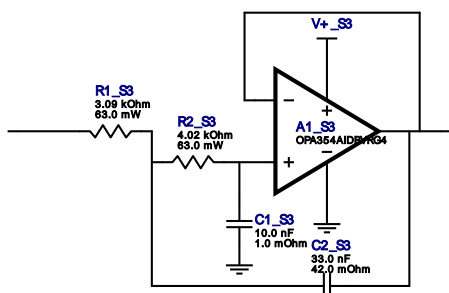 V+_S3
R1_S3
3.09 kOhm
63.0 mW
R2_S3
4.02 kOhm
63.0 mW
A1_S3
C1_S3
10.0 nF
1.0 mOhm
C2_S3
33.0 nF
42.0 mOhm